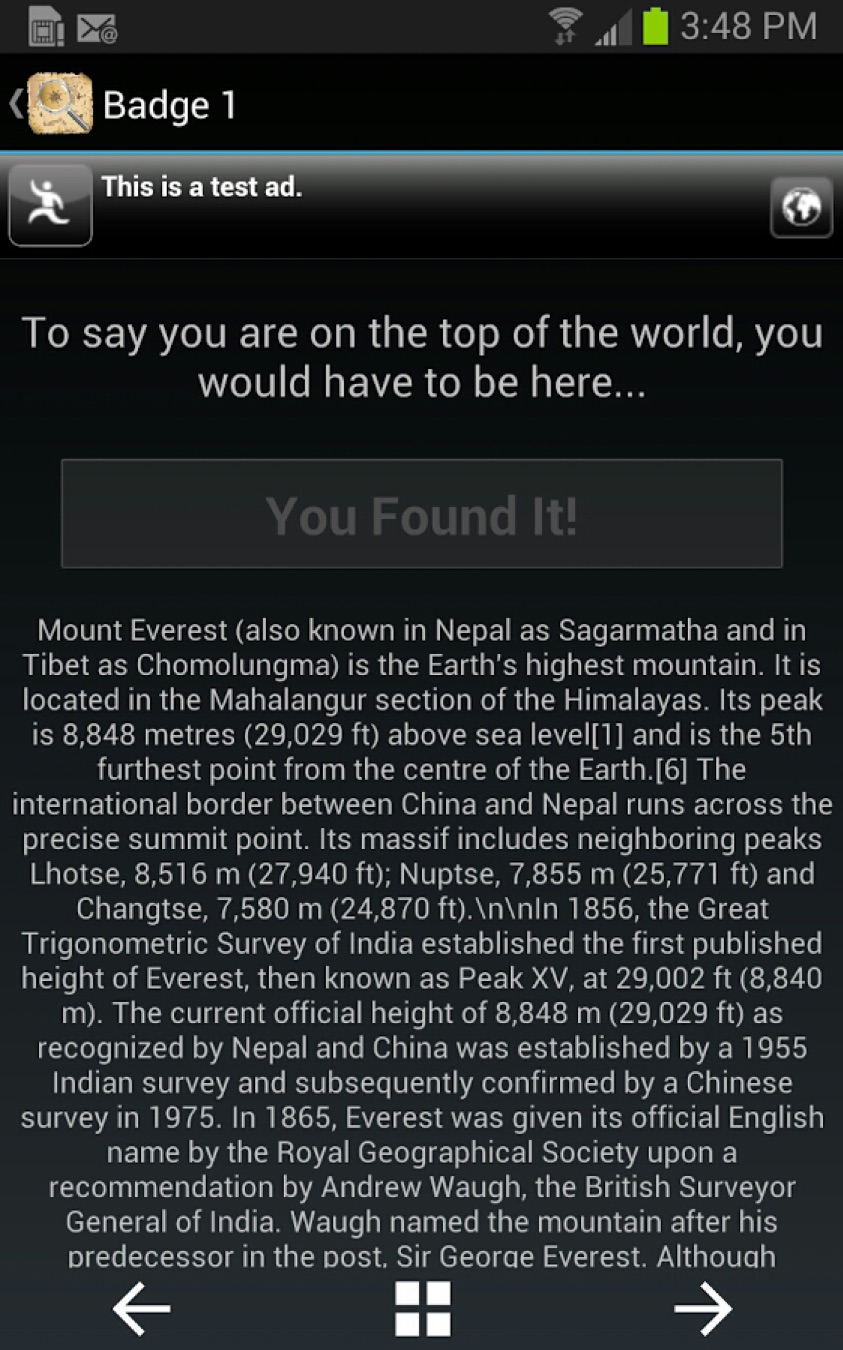 3:48 PM
Badge 1
This is a test ad.
To say you are on the top of the world, you
would have to be here...
You Found It!
Mount Everest (also known in Nepal as Sagarmatha and in
Tibet as Chomolungma) is the Earth's highest mountain. It is
located in the Mahalangur section of the Himalayas. Its peak
is 8,848 metres (29,029 ft) above sea level[1] and is the 5th
furthest point from the centre of the Earth.[6] The
international border between China and Nepal runs across the
precise summit point. Its massif includes neighboring peaks
Lhotse, 8,516 m (27,940 ft); Nuptse, 7,855 m (25,771 ft) and
Changtse, 7,580 m (24,870 ft).\n\nIn 1856, the Great
Trigonometric Survey of India established the first published
height of Everest, then known as Peak XV, at 29,002 ft (8,840
m). The current official height of 8,848 m (29,029 ft) as
recognized by Nepal and China was established by a 1955
Indian survey and subsequently confirmed by a Chinese
survey in 1975. In 1865, Everest was given its official English
name by the Royal Geographical Society upon a
recommendation by Andrew Waugh, the British Surveyor
General of India. Waugh named the mountain after his
predecessor in the post, Sir George Everest. Although